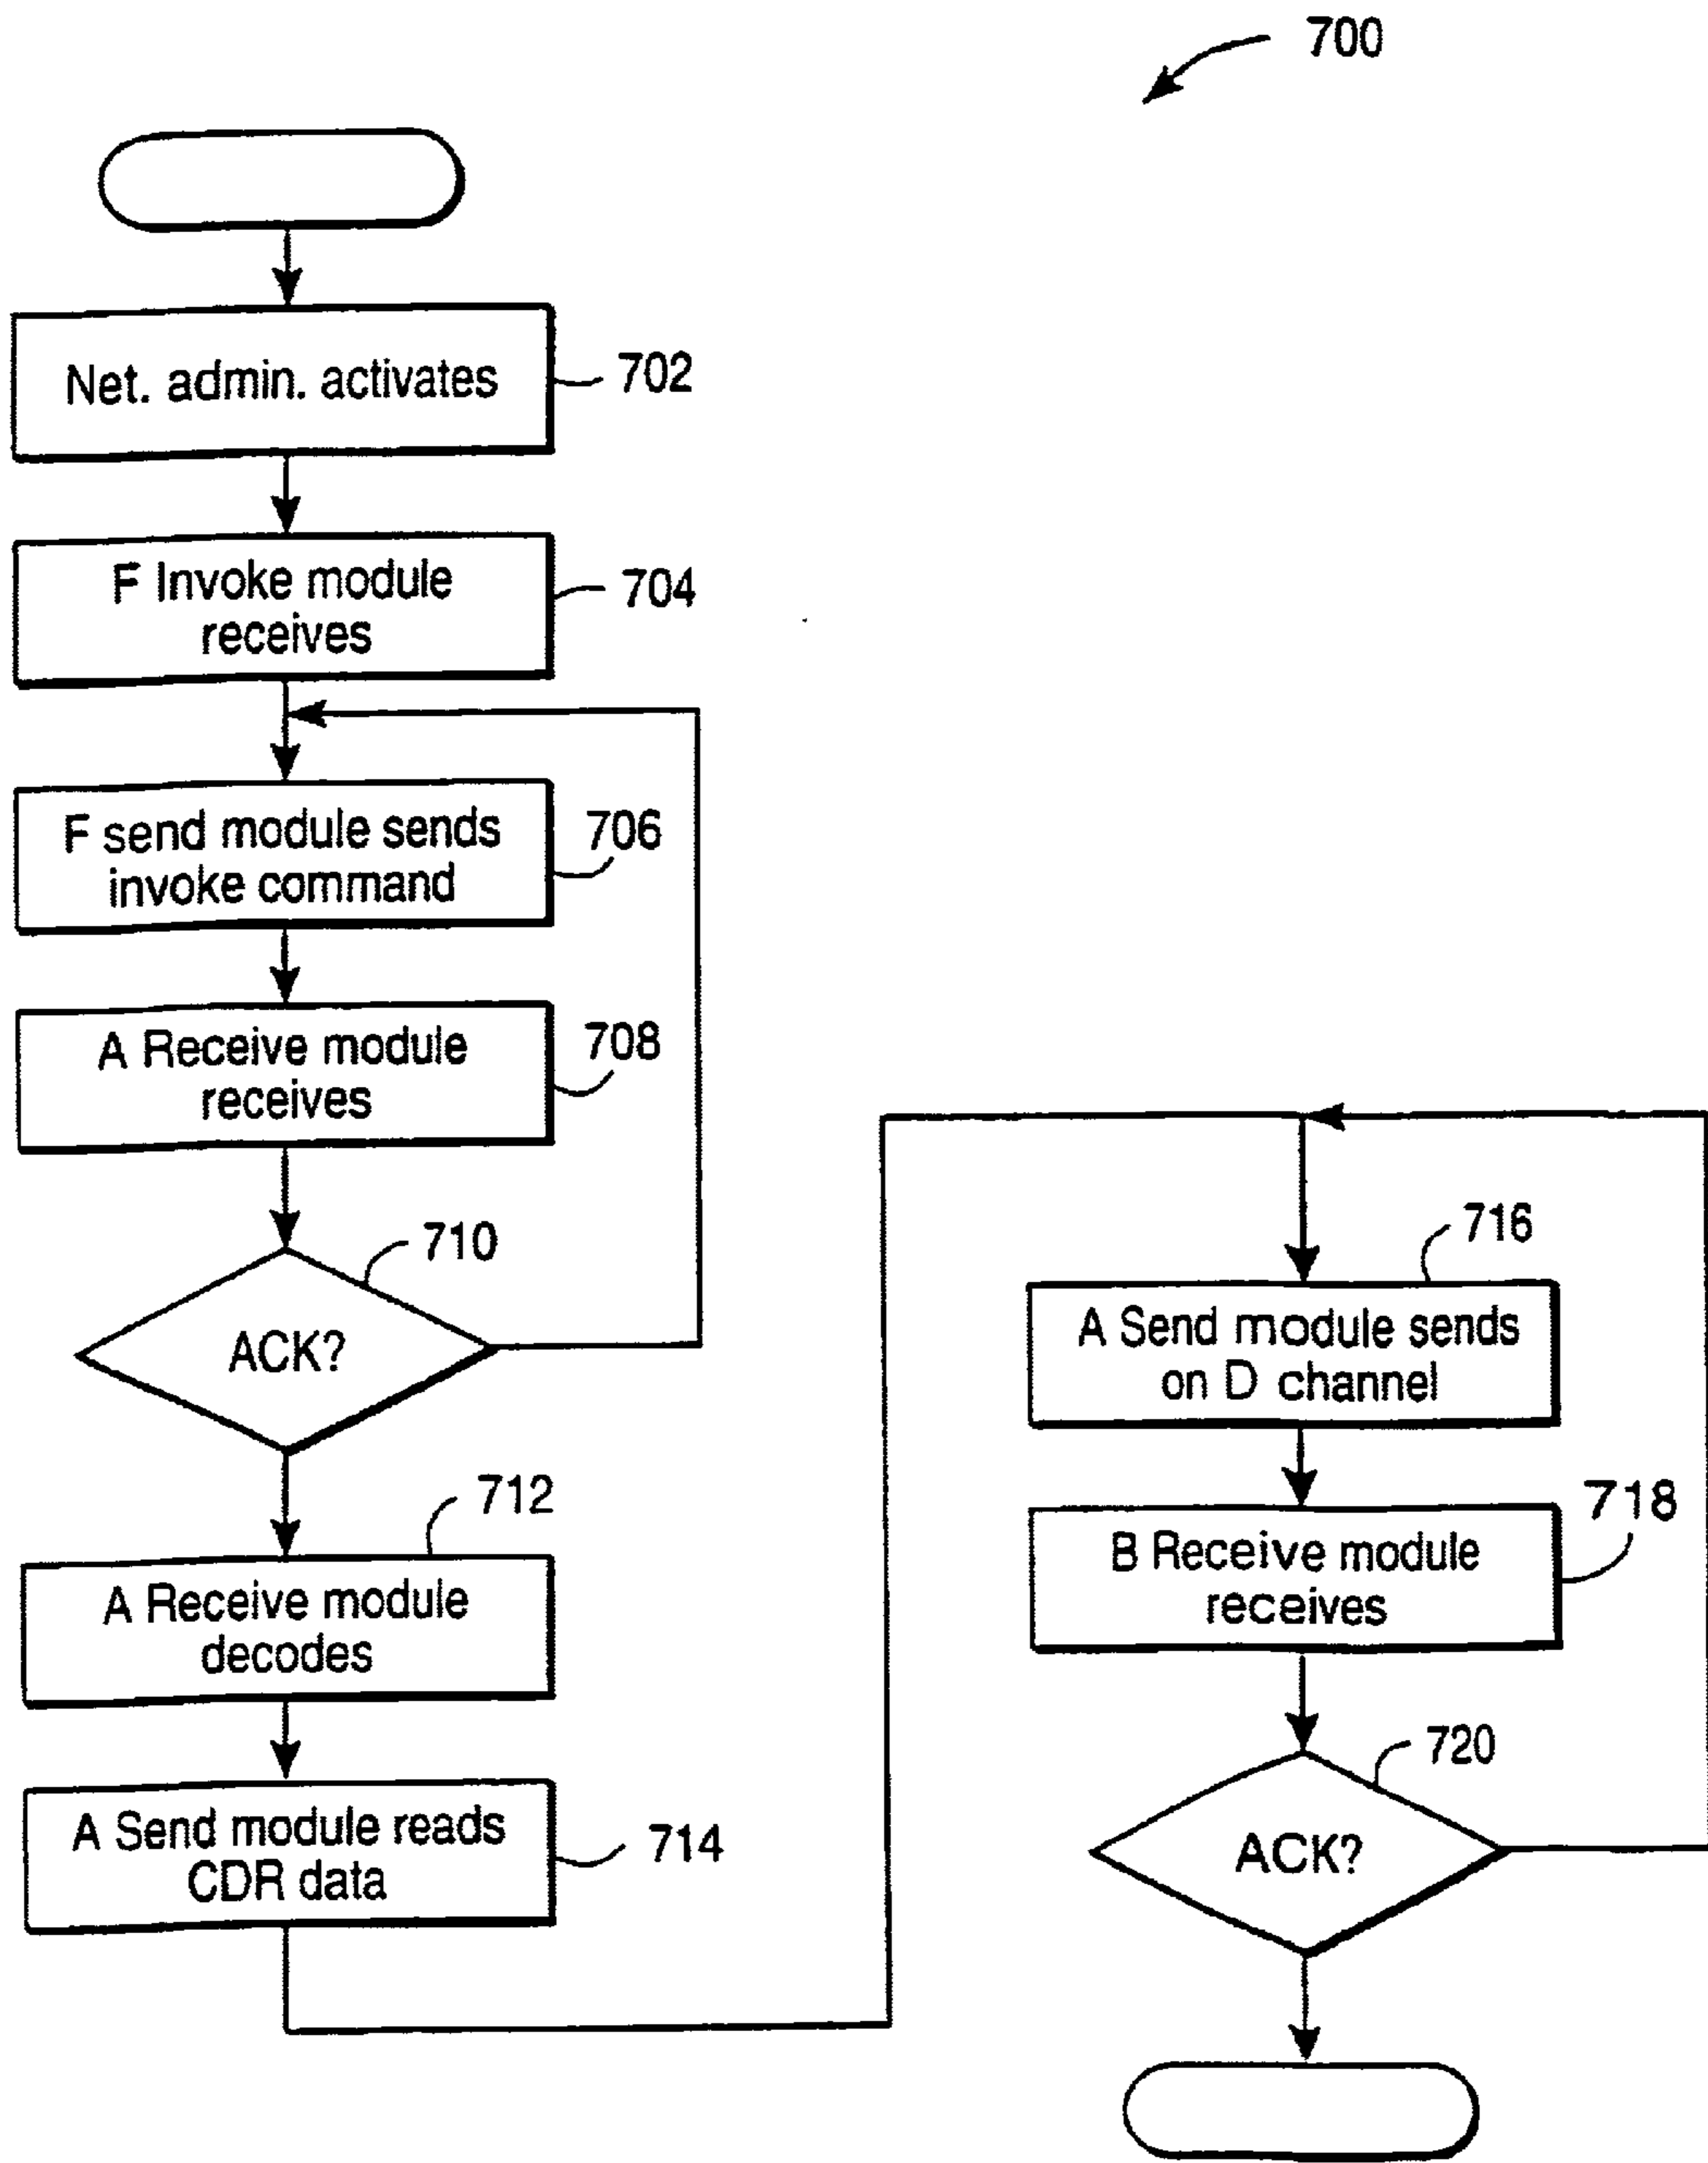 700
Net. admin. activates
702
F Invoke module
receives
704
F send module sends
invoke command
706
A Receive module
receives
708
710
ACK?
712
A Receive module
decodes
A Send module reads
CDR data
714
716
A Send module sends
on D channel
B Receive module
receives
718
720
ACK?